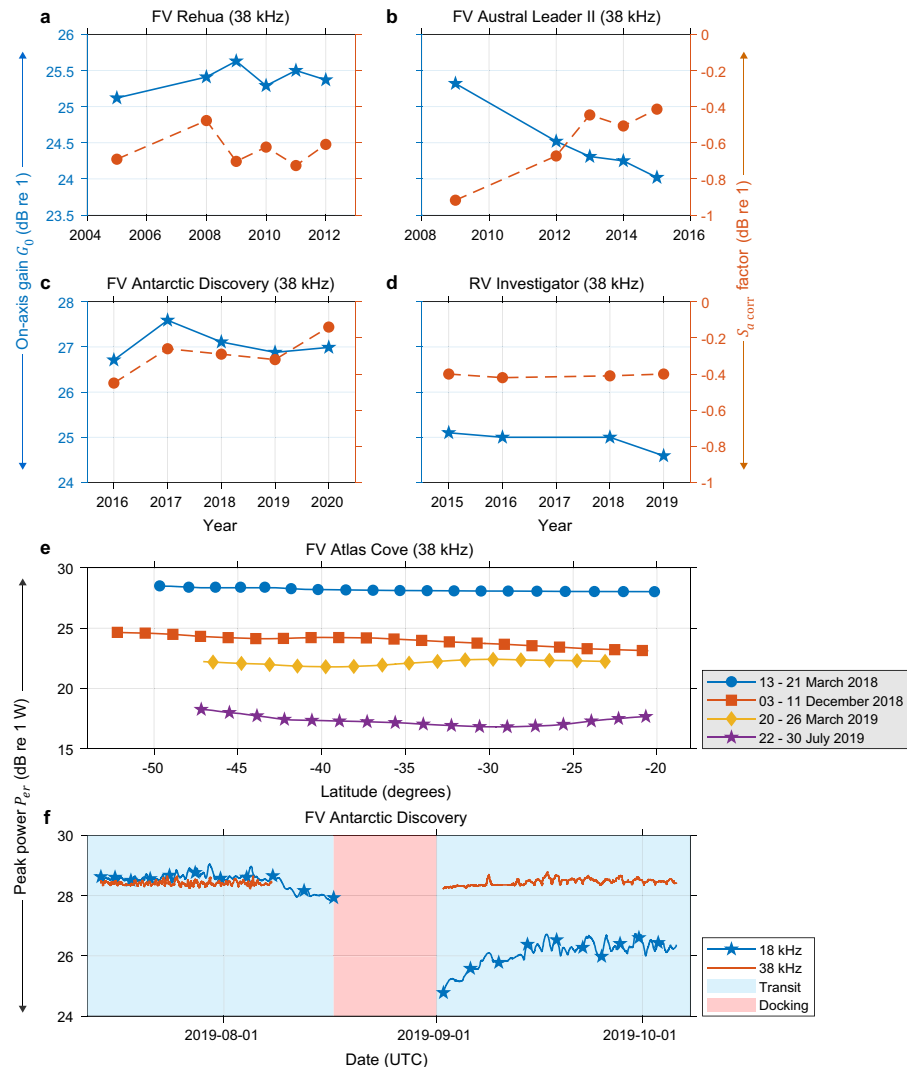 a FV Rehua (38 kHz)
b FV Austral Leader II (38 kHz)
26
25.5
25
24.5
24
23.5
2004 2006 2008 2010 2012
0
-0.2
-0.4
-0.6
-0.8
-1
2008 2010 2012 2014 2016
On-axis gain G0 (dB re 1)
Sa corr factor (dB re 1)
c FV Antarctic Discovery (38 kHz)
d RV Investigator (38 kHz)
28
27
26
25
24
2016 2017 2018 2019 2020
Year
0
-0.2
-0.4
-0.6
-0.8
-1
2015 2016 2017 2018 2019
Year
e FV Atlas Cove (38 kHz)
30
25
20
15
-50 -45 -40 -35 -30 -25 -20
Latitude (degrees)
13 - 21 March 2018
03 - 11 December 2018
20 - 26 March 2019
22 - 30 July 2019
Peak power Per (dB re 1 W)
f FV Antarctic Discovery
30
28
26
24
2019-08-01 2019-09-01 2019-10-01
Date (UTC)
18 kHz
38 kHz
Transit
Docking